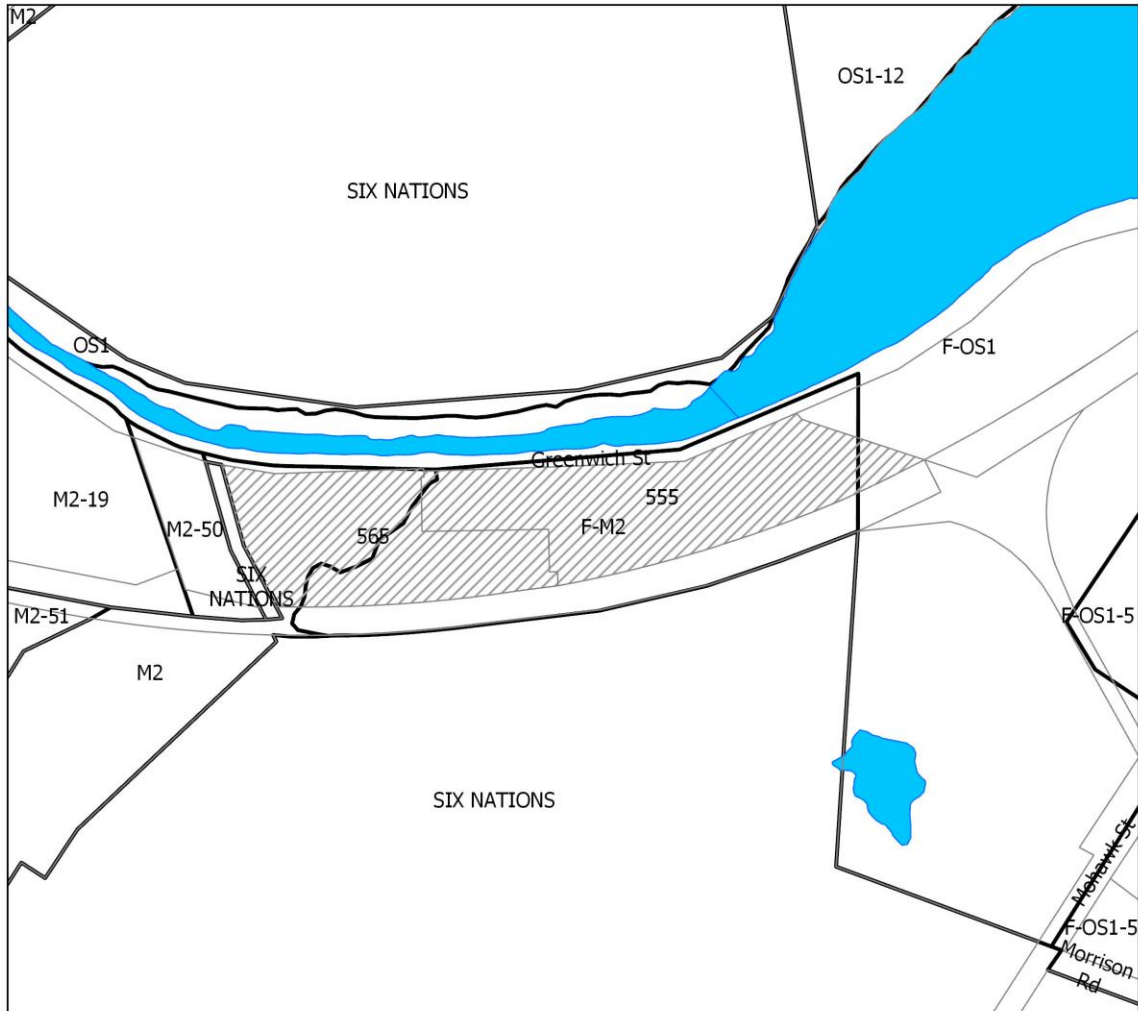 M2
OS1-12
SIX NATIONS
OS1
F-OS1
Greenwich St
M2-19
555
M2-50
565
F-M2
SIX
NATIONS
M2-51
F-OS1-5
M2
SIX NATIONS
Mohawk St
F-OS1-5
Morrison
Rd